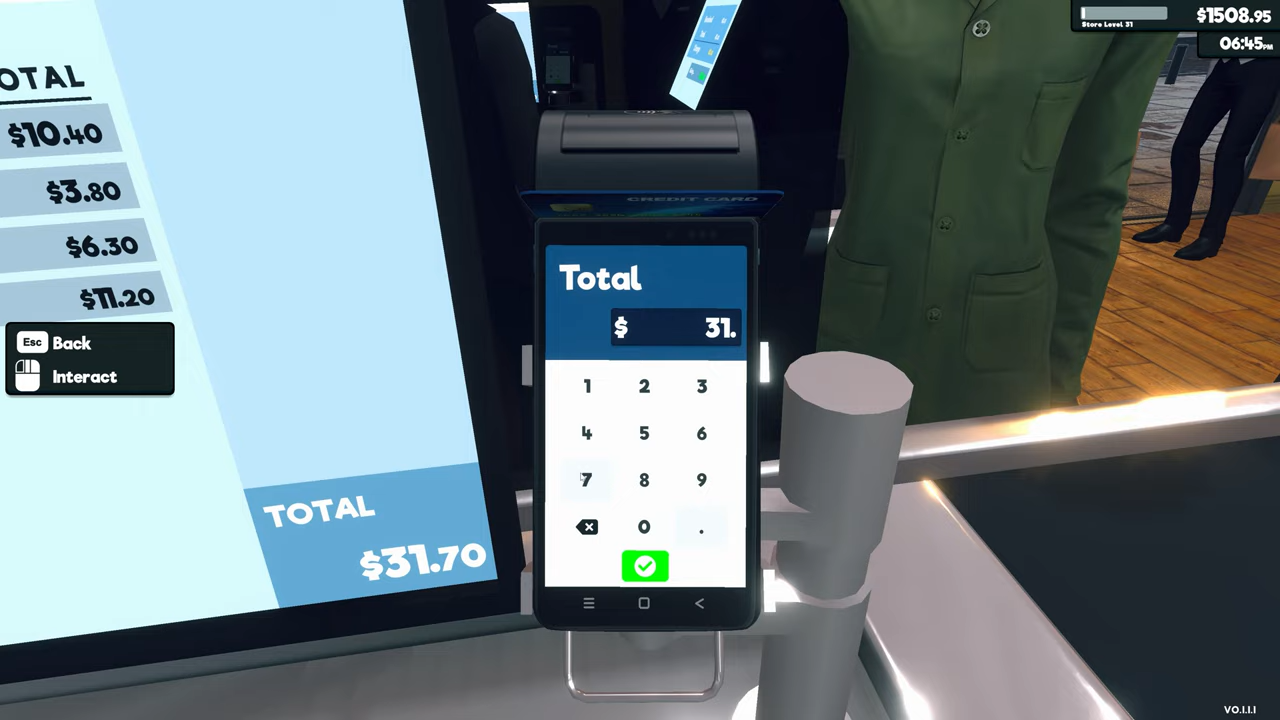 $1508.95
Store Level 31
06:45PM
OTAL
$10.40
$3.80
$6.30
$11.20
Esc Back
Interact
TOTAL
$31.70
CREDIT CARD
Total
$ 31.
1 2 3
4 5 6
7 8 9
0 .
V0.1.1.1